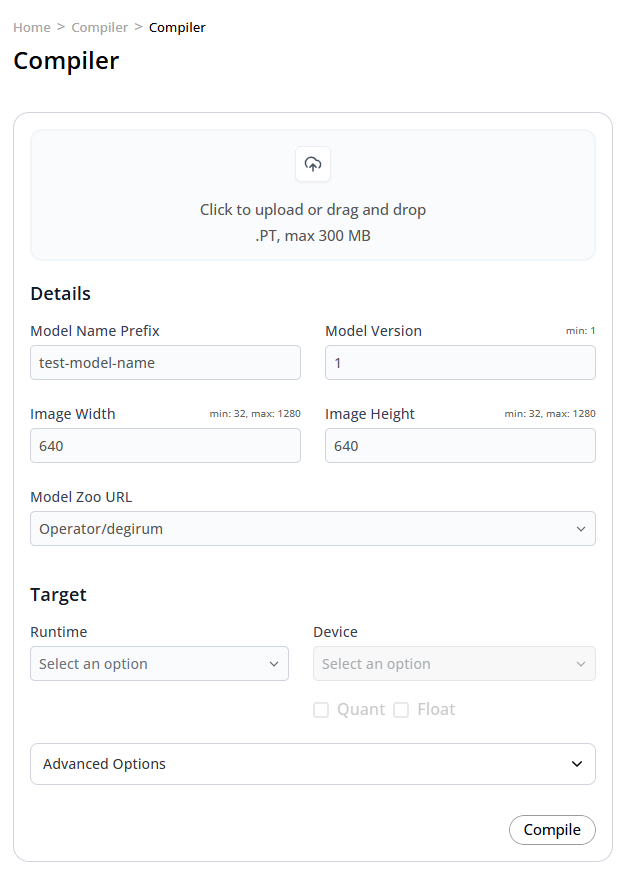 Home > Compiler > Compiler
Compiler
Click to upload or drag and drop
.PT, max 300 MB
Details
Model Name Prefix
test-model-name
Model Version min: 1
1
Image Width min: 32, max: 1280
640
Image Height min: 32, max: 1280
640
Model Zoo URL
Operator/degirum
Target
Runtime
Select an option
Device
Select an option
Quant Float
Advanced Options
Compile